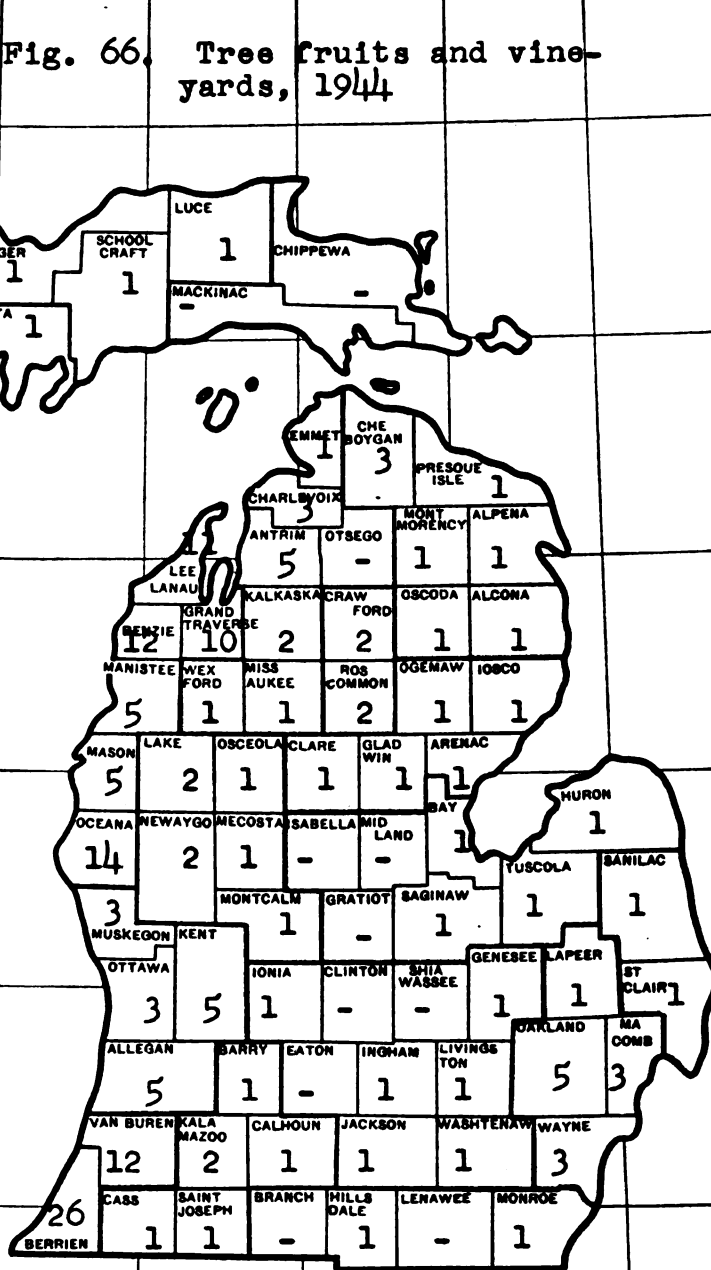 Fig. 66. Tree fruits and vine-
yards, 1944
LUCE
1
SCHOOL
CRAFT
1
CHIPPEWA
-
GER
1
MACKINAC
-
TA 1
EMMET
1
CHE
BOYGAN
3
PRESQUE
ISLE
1
CHARLEVOIX
3
MONT
MORENCY
1
ALPENA
1
ANTRIM
5
OTSEGO
-
11
LEE
LANAU
KALKASKA
2
CRAW
FORD
2
OSCODA
1
ALCONA
1
GRAND
TRAVERSE
10
BENZIE
12
MANISTEE
5
WEX
FORD
1
MISS
AUKEE
1
ROS
COMMON
2
OGEMAW
1
IOSCO
1
MASON
5
LAKE
2
OSCEOLA
1
CLARE
1
GLAD
WIN
1
ARENAC
1
HURON
1
BAY
1
OCEANA
14
NEWAYGO
2
MECOSTA
1
ISABELLA
-
MID
LAND
-
TUSCOLA
1
SANILAC
1
3
MUSKEGON
MONTCALM
1
GRATIOT
-
SAGINAW
1
KENT
5
OTTAWA
3
IONIA
1
CLINTON
-
SHIA
WASSEE
-
GENESEE
1
LAPEER
1
ST
CLAIR 1
ALLEGAN
5
BARRY
1
EATON
-
INGHAM
1
LIVINGS
TON
1
OAKLAND
5
MA
COMB
3
VAN BUREN
12
KALA
MAZOO
2
CALHOUN
1
JACKSON
1
WASHTENAW
1
WAYNE
3
26
BERRIEN
CASS
1
SAINT
JOSEPH
1
BRANCH
-
HILLS
DALE
1
LENAWEE
-
MONROE
1